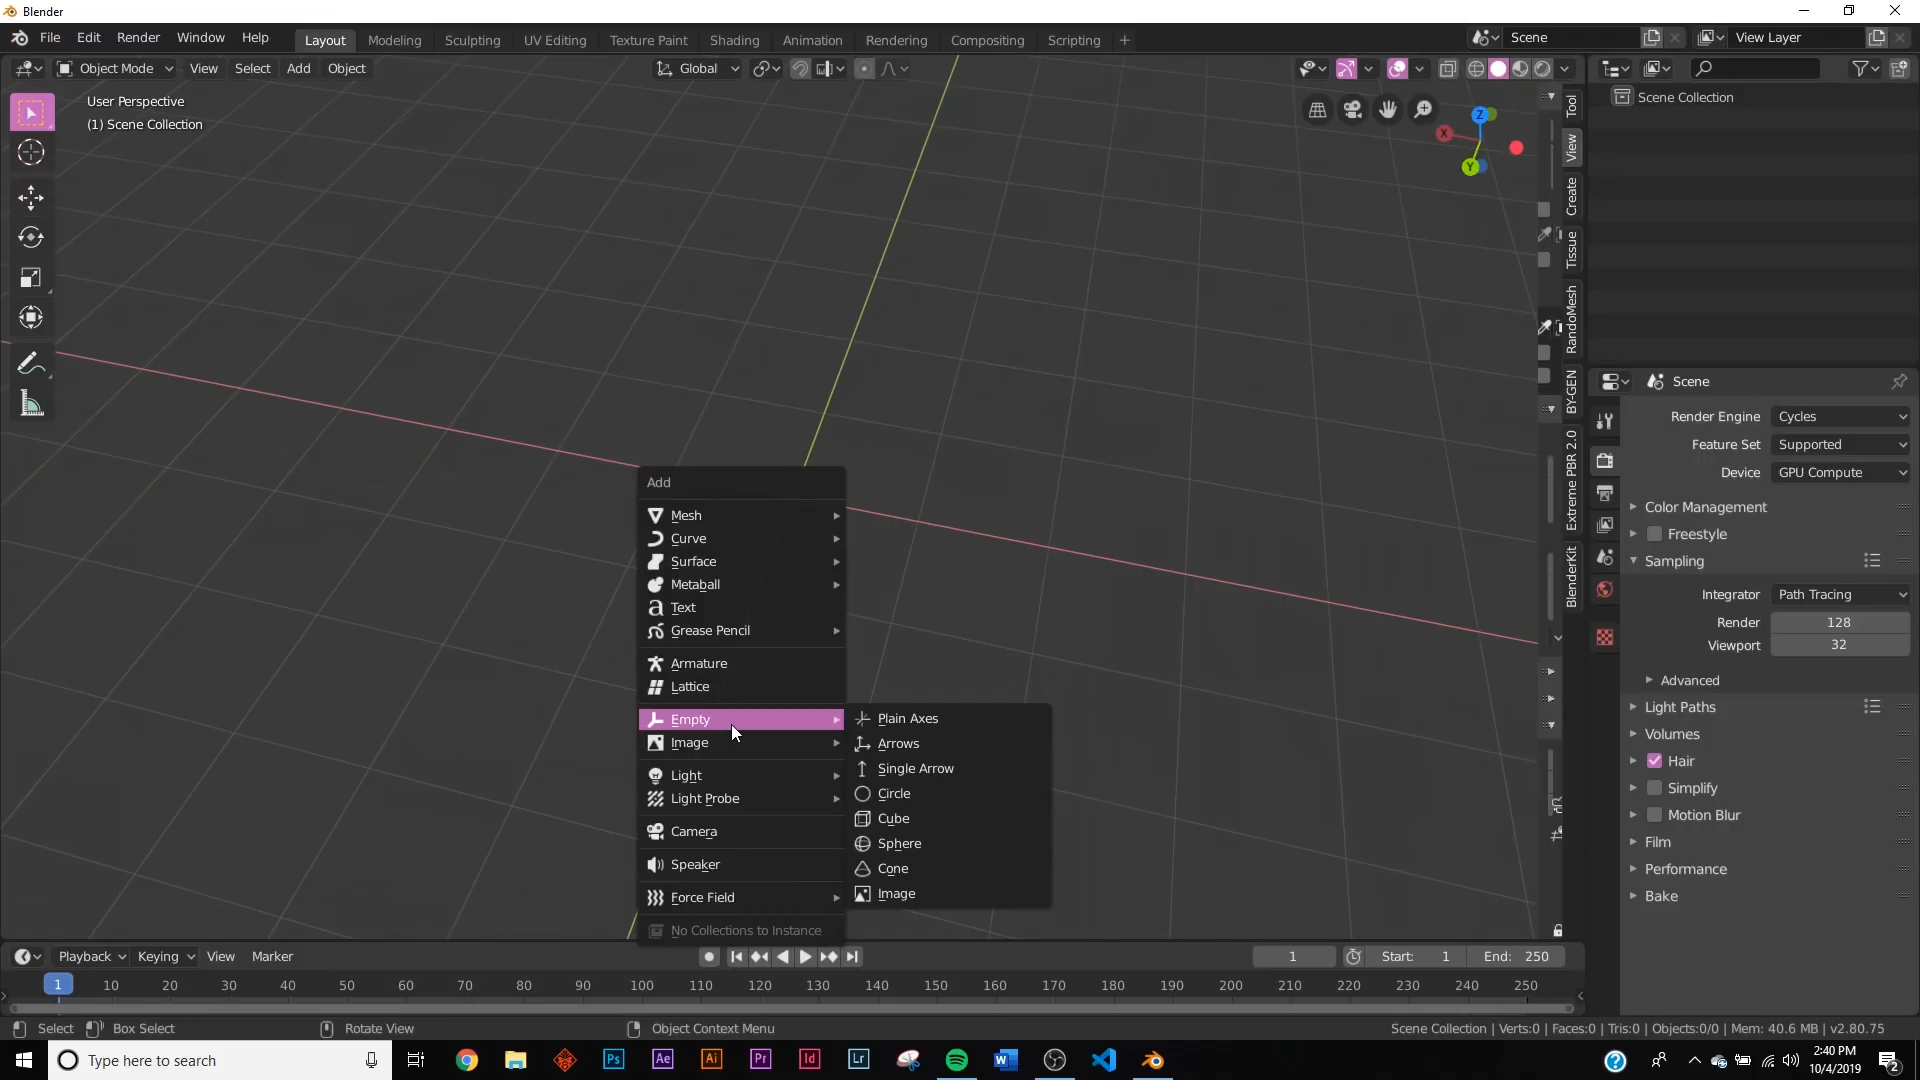 Blender
File Edit Render Window Help Layout Modeling Sculpting UV Editing Texture Paint Shading Animation Rendering Compositing Scripting + Scene View Layer
Object Mode View Select Add Object Global
User Perspective
(1) Scene Collection
Scene Collection
Z
X
Y
Tool
View
Create
Tissue
RandoMesh
BY-GEN
Extreme PBR 2.0
BlenderKit
Add
Mesh
Curve
Surface
Metaball
Text
Grease Pencil
Armature
Lattice
Empty
Image
Light
Light Probe
Camera
Speaker
Force Field
No Collections to Instance
Plain Axes
Arrows
Single Arrow
Circle
Cube
Sphere
Cone
Image
Scene
Render Engine Cycles
Feature Set Supported
Device GPU Compute
Color Management
Freestyle
Sampling
Integrator Path Tracing
Render 128
Viewport 32
Advanced
Light Paths
Volumes
Hair
Simplify
Motion Blur
Film
Performance
Bake
Playback Keying View Marker 1 Start: 1 End: 250
1 10 20 30 40 50 60 70 80 90 100 110 120 130 140 150 160 170 180 190 200 210 220 230 240 250
Select Box Select Rotate View Object Context Menu Scene Collection | Verts:0 | Faces:0 | Tris:0 | Objects:0/0 | Mem: 40.6 MB | v2.80.75
Type here to search Ps Ae Ai Pr Id Lr W ? 2:40 PM
10/4/2019 2